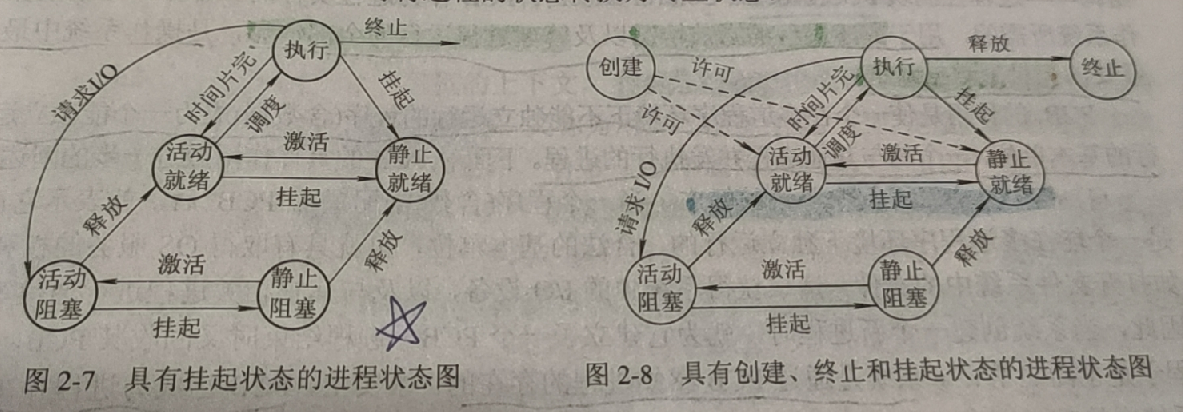 执行
终止
请求I/O
时间片完
调度
挂起
活动
就绪
激活
挂起
静止
就绪
释放
释放
活动
阻塞
激活
挂起
静止
阻塞
图 2-7 具有挂起状态的进程状态图
创建
许可
许可
执行
释放
终止
时间片完
调度
挂起
请求I/O
活动
就绪
激活
挂起
静止
就绪
释放
释放
活动
阻塞
激活
挂起
静止
阻塞
图 2-8 具有创建、终止和挂起状态的进程状态图